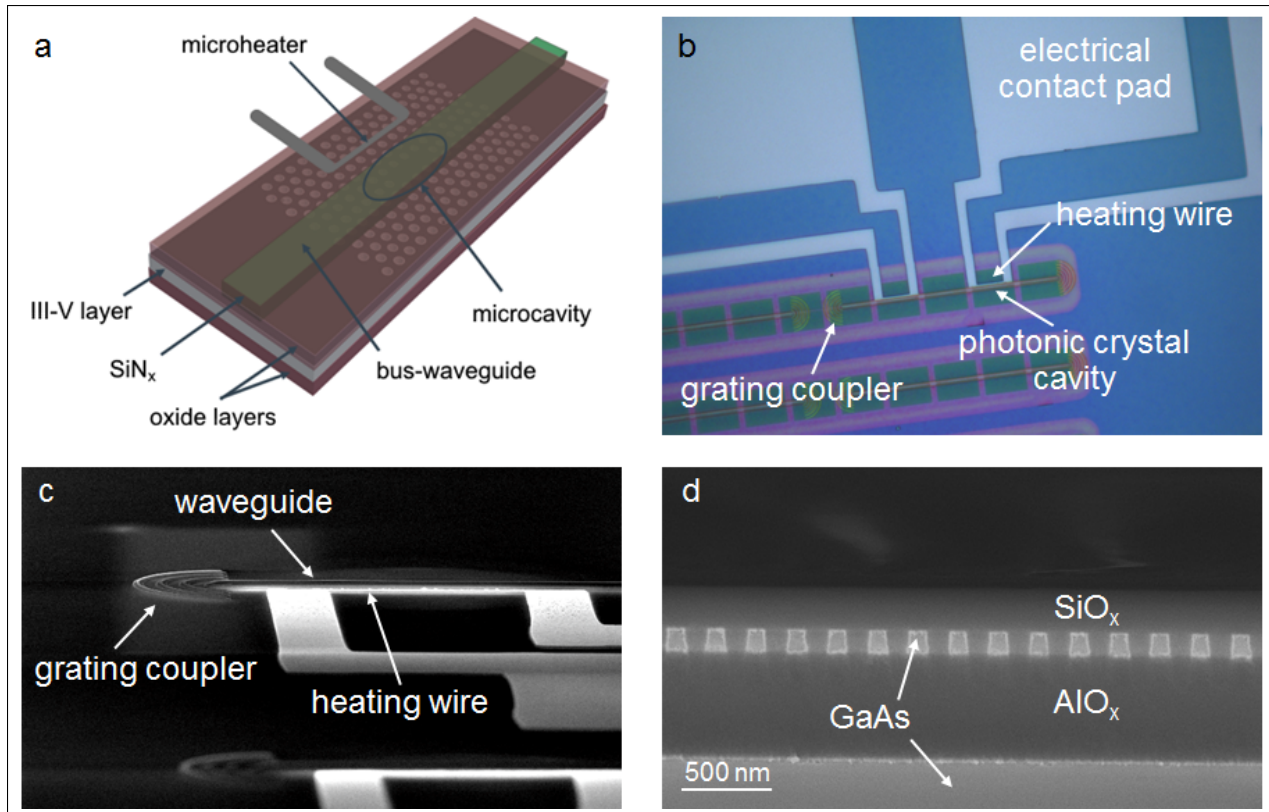 a
microheater
III-V layer
SiNx
oxide layers
bus-waveguide
microcavity
b
electrical
contact pad
heating wire
grating coupler
photonic crystal
cavity
c
waveguide
grating coupler
heating wire
d
SiOx
AlOx
GaAs
500 nm